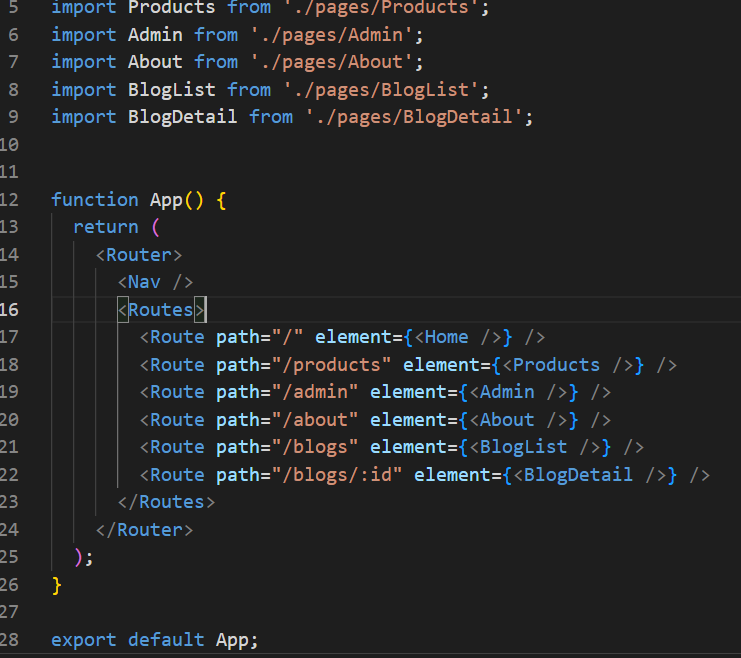 5 import Products from './pages/Products';
6 import Admin from './pages/Admin';
7 import About from './pages/About';
8 import BlogList from './pages/BlogList';
9 import BlogDetail from './pages/BlogDetail';
10
11
12 function App() {
13   return (
14     <Router>
15       <Nav />
16       <Routes>
17         <Route path="/" element={<Home />} />
18         <Route path="/products" element={<Products />} />
19         <Route path="/admin" element={<Admin />} />
20         <Route path="/about" element={<About />} />
21         <Route path="/blogs" element={<BlogList />} />
22         <Route path="/blogs/:id" element={<BlogDetail />} />
23       </Routes>
24     </Router>
25   );
26 }
27
28 export default App;